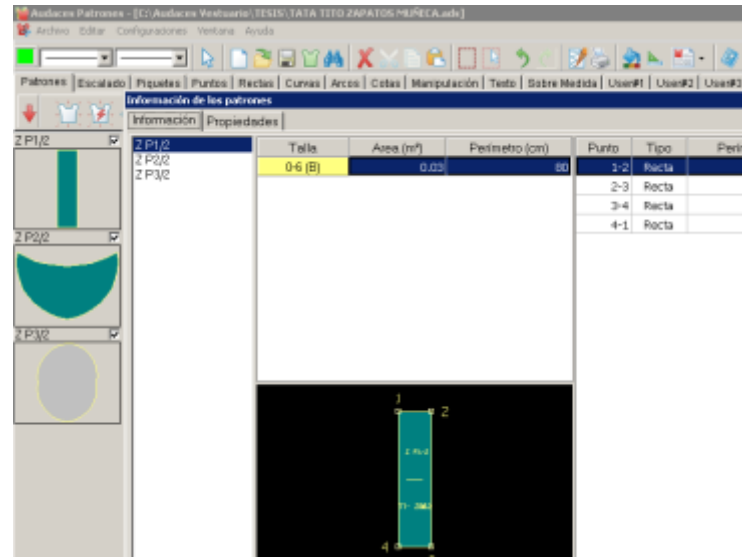 Audaces Patrones - [C:\Audaces Vestuario\TESIS\TATA TITO ZAPATOS MUÑECA.ads]
Archivo Editar Configuraciones Ventana Ayuda
Patrones Escalado Piquetes Puntos Rectas Curvas Arcos Cotas Manipulación Texto Sobre Medida User#1 User#2 User#3
Información de los patrones
Información Propiedades
Z P1/2
Z P2/2
Z P3/2
Z P1/2
Z P2/2
Z P3/2
Talla Area (m²) Perímetro (cm)
0-6 (B) 0.03 80
Punto Tipo Perí
1-2 Recta
2-3 Recta
3-4 Recta
4-1 Recta
1
2
4